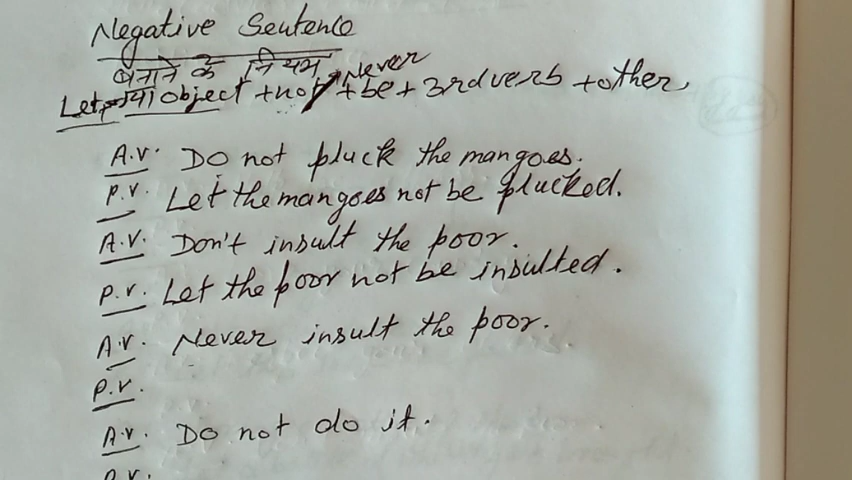 Negative Sentence
बनाने के नियम
Never
Let + object + not / + be + 3rd verb + other,
A.V. Do not pluck the mangoes.
P.V. Let the mangoes not be plucked.
A.V. Don't insult the poor.
P.V. Let the poor not be insulted.
A.V. Never insult the poor.
P.V.
A.V. Do not do it.
P.V.